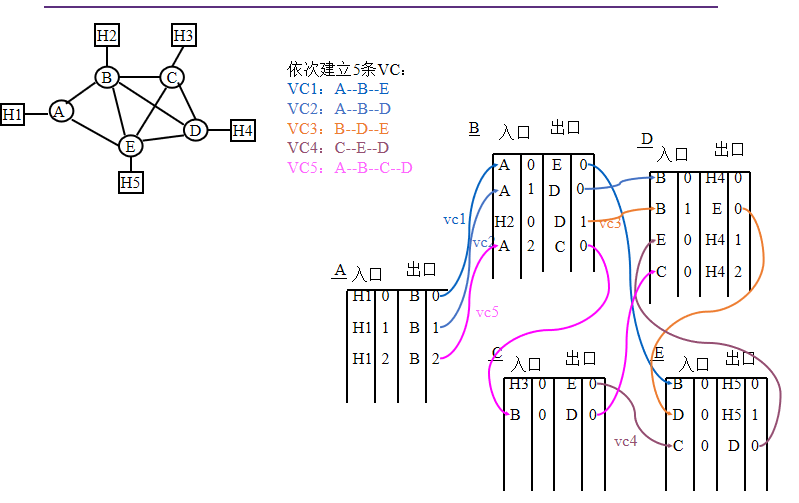 H2
H3
B
C
H1
A
D
H4
E
H5
依次建立5条VC：
VC1：A--B--E
VC2：A--B--D
VC3：B--D--E
VC4：C--E--D
VC5：A--B--C--D
B 入口 出口
A 0 E 0
A 1 D 0
H2 0 D 1
A 2 C 0
D 入口 出口
B 0 H4 0
B 1 E 0
E 0 H4 1
C 0 H4 2
vc1
vc2
vc3
A 入口 出口
H1 0 B 0
H1 1 B 1
H1 2 B 2
vc5
C 入口 出口
H3 0 E 0
B 0 D 0
vc4
E 入口 出口
B 0 H5 0
D 0 H5 1
C 0 D 0